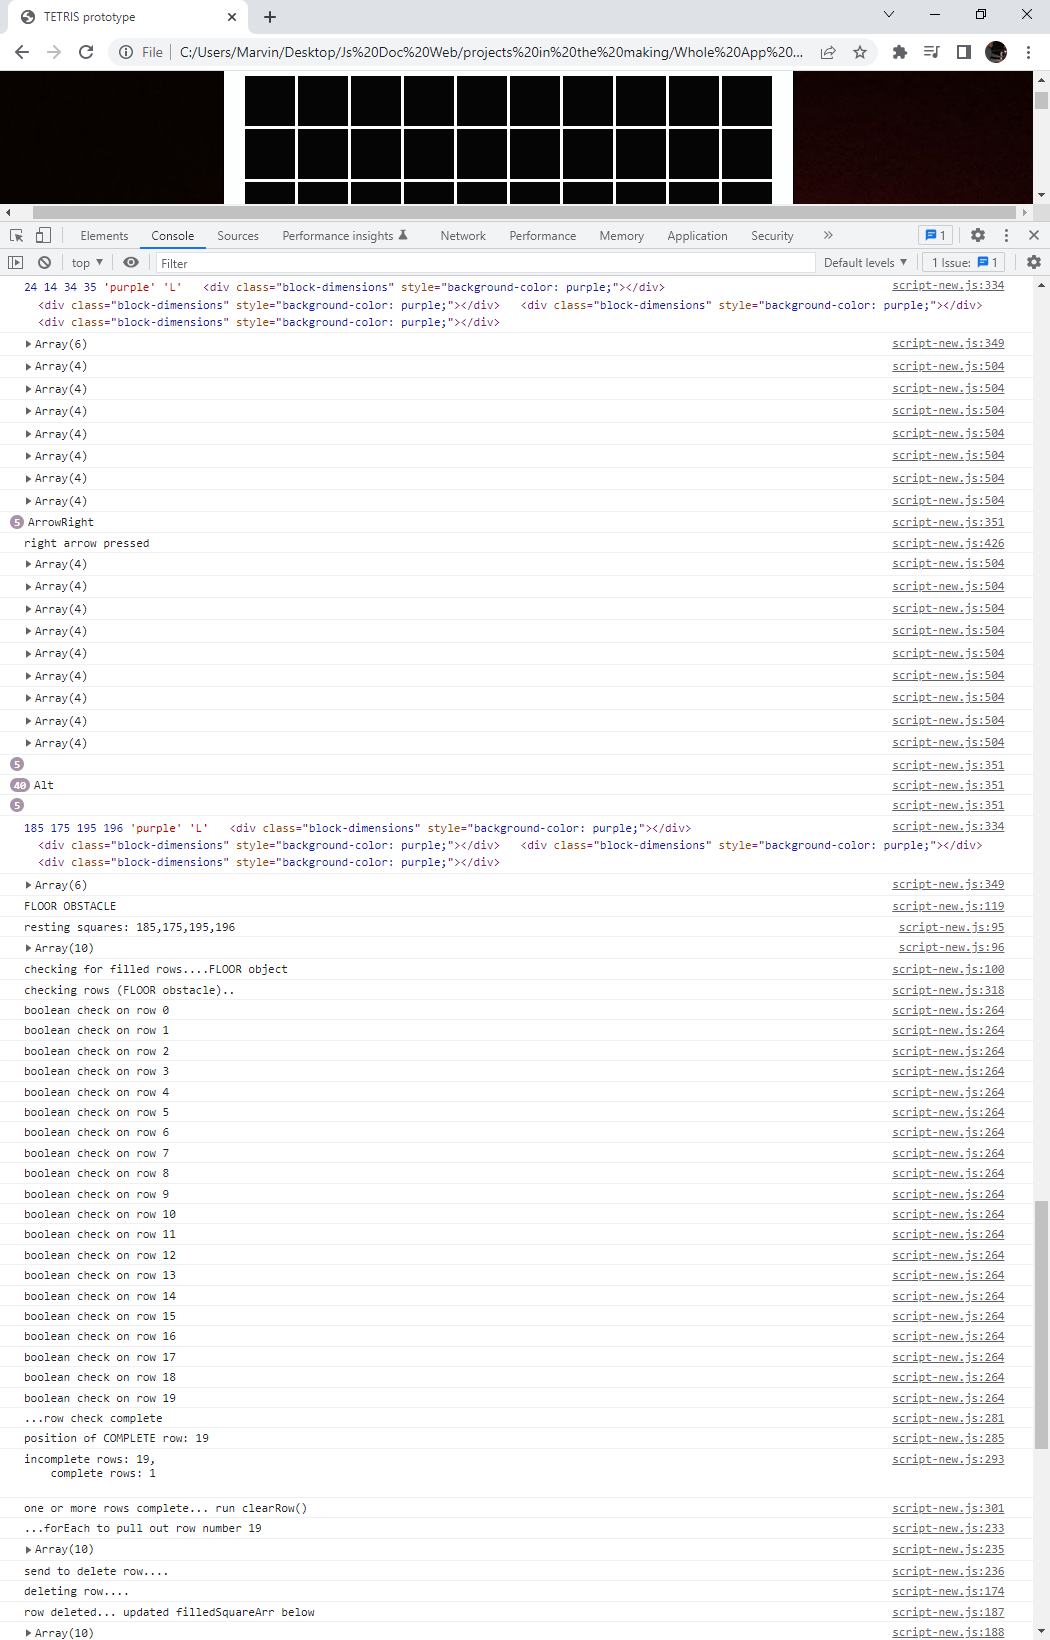 TETRIS prototype
File | C:/Users/Marvin/Desktop/Js%20Doc%20Web/projects%20in%20the%20making/Whole%20App%20...
Elements Console Sources Performance insights Network Performance Memory Application Security » 1
top ▼ Filter Default levels ▼ 1 Issue: 1
24 14 34 35 'purple' 'L' <div class="block-dimensions" style="background-color: purple;"></div> script-new.js:334
<div class="block-dimensions" style="background-color: purple;"></div> <div class="block-dimensions" style="background-color: purple;"></div>
<div class="block-dimensions" style="background-color: purple;"></div>
Array(6) script-new.js:349
Array(4) script-new.js:504
Array(4) script-new.js:504
Array(4) script-new.js:504
Array(4) script-new.js:504
Array(4) script-new.js:504
Array(4) script-new.js:504
Array(4) script-new.js:504
5 ArrowRight script-new.js:351
right arrow pressed script-new.js:426
Array(4) script-new.js:504
Array(4) script-new.js:504
Array(4) script-new.js:504
Array(4) script-new.js:504
Array(4) script-new.js:504
Array(4) script-new.js:504
Array(4) script-new.js:504
Array(4) script-new.js:504
Array(4) script-new.js:504
5 script-new.js:351
40 Alt script-new.js:351
5 script-new.js:351
185 175 195 196 'purple' 'L' <div class="block-dimensions" style="background-color: purple;"></div> script-new.js:334
<div class="block-dimensions" style="background-color: purple;"></div> <div class="block-dimensions" style="background-color: purple;"></div>
<div class="block-dimensions" style="background-color: purple;"></div>
Array(6) script-new.js:349
FLOOR OBSTACLE script-new.js:119
resting squares: 185,175,195,196 script-new.js:95
Array(10) script-new.js:96
checking for filled rows....FLOOR object script-new.js:100
checking rows (FLOOR obstacle).. script-new.js:318
boolean check on row 0 script-new.js:264
boolean check on row 1 script-new.js:264
boolean check on row 2 script-new.js:264
boolean check on row 3 script-new.js:264
boolean check on row 4 script-new.js:264
boolean check on row 5 script-new.js:264
boolean check on row 6 script-new.js:264
boolean check on row 7 script-new.js:264
boolean check on row 8 script-new.js:264
boolean check on row 9 script-new.js:264
boolean check on row 10 script-new.js:264
boolean check on row 11 script-new.js:264
boolean check on row 12 script-new.js:264
boolean check on row 13 script-new.js:264
boolean check on row 14 script-new.js:264
boolean check on row 15 script-new.js:264
boolean check on row 16 script-new.js:264
boolean check on row 17 script-new.js:264
boolean check on row 18 script-new.js:264
boolean check on row 19 script-new.js:264
...row check complete script-new.js:281
position of COMPLETE row: 19 script-new.js:285
incomplete rows: 19, script-new.js:293
complete rows: 1
one or more rows complete... run clearRow() script-new.js:301
...forEach to pull out row number 19 script-new.js:233
Array(10) script-new.js:235
send to delete row.... script-new.js:236
deleting row.... script-new.js:174
row deleted... updated filledSquareArr below script-new.js:187
Array(10) script-new.js:188